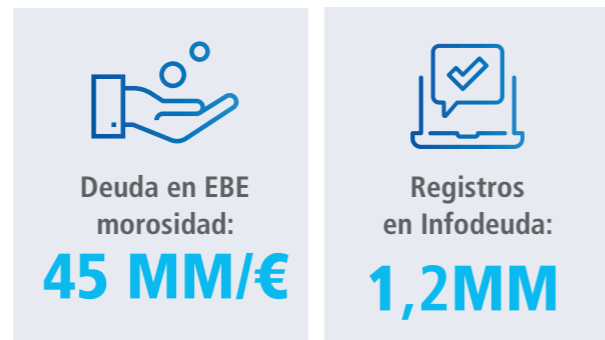 Deuda en EBE
morosidad:
45 MM/€
Registros
en Infodeuda:
1,2MM